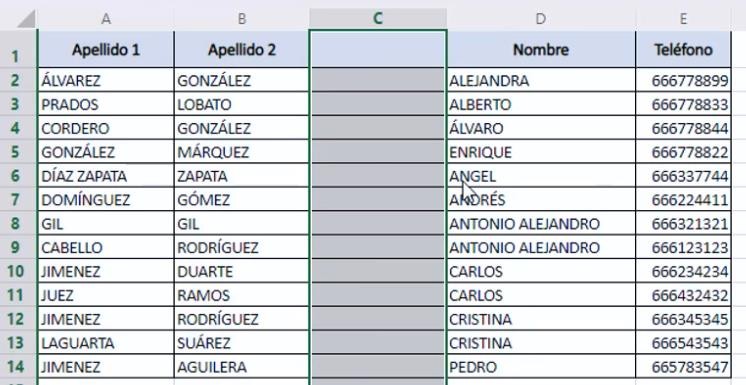 A B C D E
1 Apellido 1 Apellido 2 Nombre Teléfono
2 ÁLVAREZ GONZÁLEZ ALEJANDRA 666778899
3 PRADOS LOBATO ALBERTO 666778833
4 CORDERO GONZÁLEZ ÁLVARO 666778844
5 GONZÁLEZ MÁRQUEZ ENRIQUE 666778822
6 DÍAZ ZAPATA ZAPATA ANGEL 666337744
7 DOMÍNGUEZ GÓMEZ ANDRÉS 666224411
8 GIL GIL ANTONIO ALEJANDRO 666321321
9 CABELLO RODRÍGUEZ ANTONIO ALEJANDRO 666123123
10 JIMENEZ DUARTE CARLOS 666234234
11 JUEZ RAMOS CARLOS 666432432
12 JIMENEZ RODRÍGUEZ CRISTINA 666345345
13 LAGUARTA SUÁREZ CRISTINA 666543543
14 JIMENEZ AGUILERA PEDRO 665783547